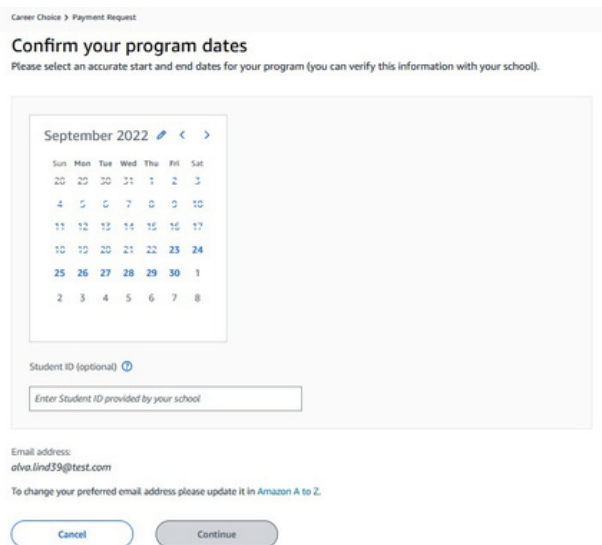 Career Choice > Payment Request
Confirm your program dates
Please select an accurate start and end dates for your program (you can verify this information with your school).
September 2022 < >
Sun Mon Tue Wed Thu Fri Sat
28 29 30 31 1 2 3
4 5 6 7 8 9 10
11 12 13 14 15 16 17
18 19 20 21 22 23 24
25 26 27 28 29 30 1
2 3 4 5 6 7 8
Student ID (optional) ?
Enter Student ID provided by your school
Email address:
alva.lind39@test.com
To change your preferred email address please update it in Amazon A to Z.
Cancel Continue